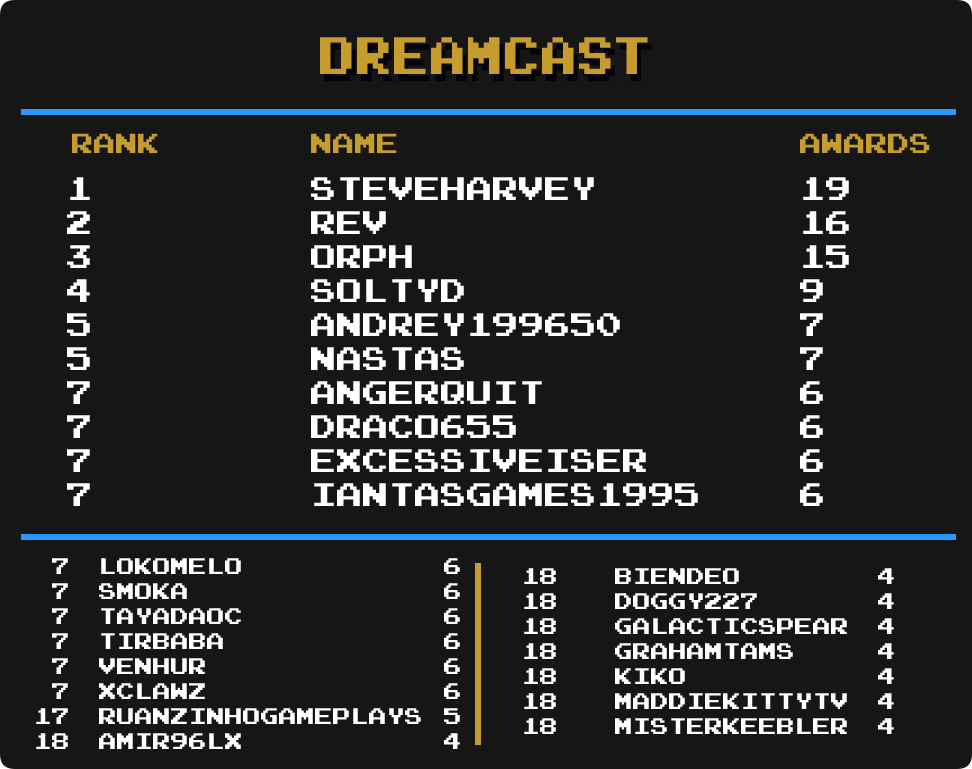 DREAMCAST
RANK NAME AWARDS
1 STEVEHARVEY 19
2 REV 16
3 ORPH 15
4 SOLTYD 9
5 ANDREY199650 7
5 NASTAS 7
7 ANGERQUIT 6
7 DRACO655 6
7 EXCESSIVEISER 6
7 IANTASGAMES1995 6
7 LOKOMELO 6
7 SMOKA 6
7 TAYADAOC 6
7 TIRBABA 6
7 VENHUR 6
7 XCLAWZ 6
17 RUANZINHOGAMEPLAYS 5
18 AMIR96LX 4
18 BIENDEO 4
18 DOGGY227 4
18 GALACTICSPEAR 4
18 GRAHAMTAMS 4
18 KIKO 4
18 MADDIEKITTYTV 4
18 MISTERKEEBLER 4